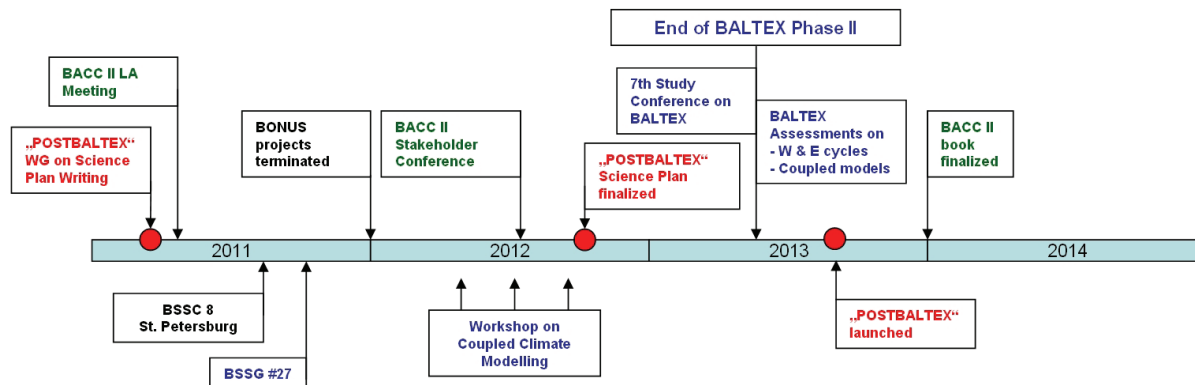 End of BALTEX Phase II
BACC II LA
Meeting
7th Study
Conference on
BALTEX
„POSTBALTEX“
WG on Science
Plan Writing
BONUS
projects
terminated
BACC II
Stakeholder
Conference
„POSTBALTEX“
Science Plan
finalized
BALTEX
Assessments on
- W & E cycles
- Coupled models
BACC II
book
finalized
2011
2012
2013
2014
BSSC 8
St. Petersburg
BSSG #27
Workshop on
Coupled Climate
Modelling
„POSTBALTEX“
launched